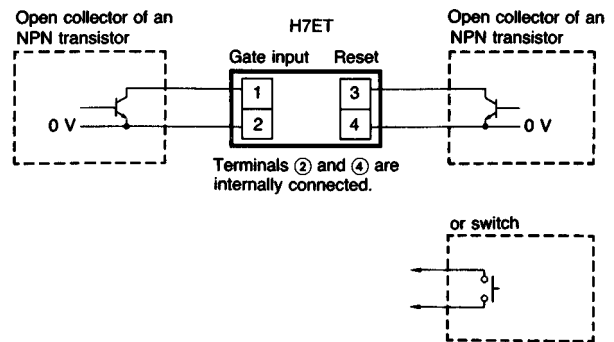 Open collector of an
NPN transistor
H7ET
Open collector of an
NPN transistor
Gate input
Reset
1
3
2
4
0 V
0 V
Terminals ② and ④ are
internally connected.
or switch